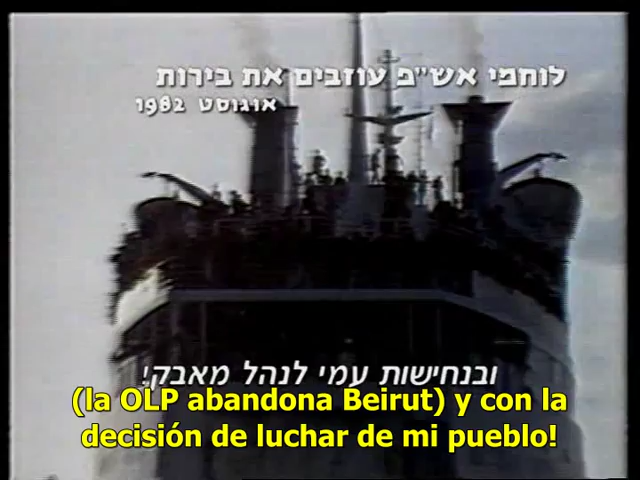 לוחמי אש"פ עוזבים את בירות
אוגוסט 1982
ובנחישות עמי לנהל מאבק!
(la OLP abandona Beirut) y con la
decisión de luchar de mi pueblo!